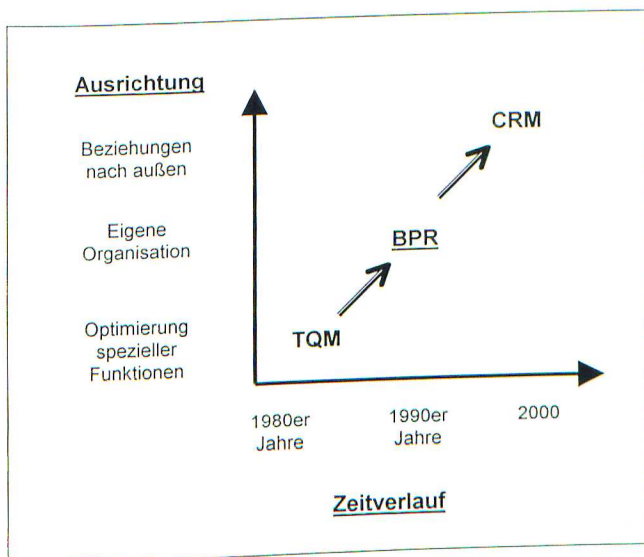 Ausrichtung
CRM
Beziehungen
nach außen
Eigene
Organisation
BPR
Optimierung
spezieller
Funktionen
TQM
1980er
Jahre
1990er
Jahre
2000
Zeitverlauf